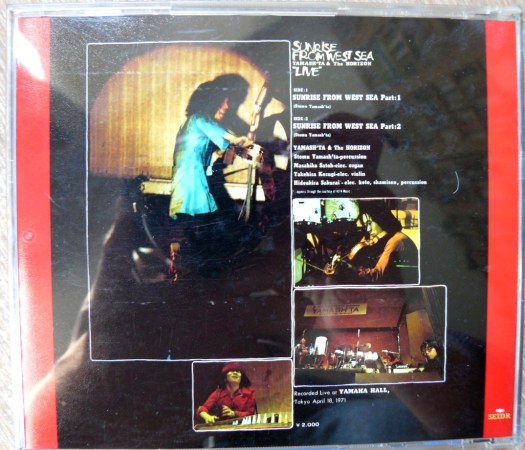 SUNRISE
FROM WEST SEA
YAMASH'TA & The HORIZON
"LIVE"
SIDE:1
SUNRISE FROM WEST SEA Part:1
(Stomu Yamash'ta)
SIDE:2
SUNRISE FROM WEST SEA Part:2
(Stomu Yamash'ta)
YAMASH'TA & The HORIZON
Stomu Yamash'ta-percussion
Masahiko Satoh-elec. organ
Takehisa Kosugi-elec. violin
Hideakira Sakurai-elec. koto, shamisen, percussion
YAMASH'TA
Recorded Live at YAMAHA HALL,
Tokyo April 18, 1971
¥ 2,000